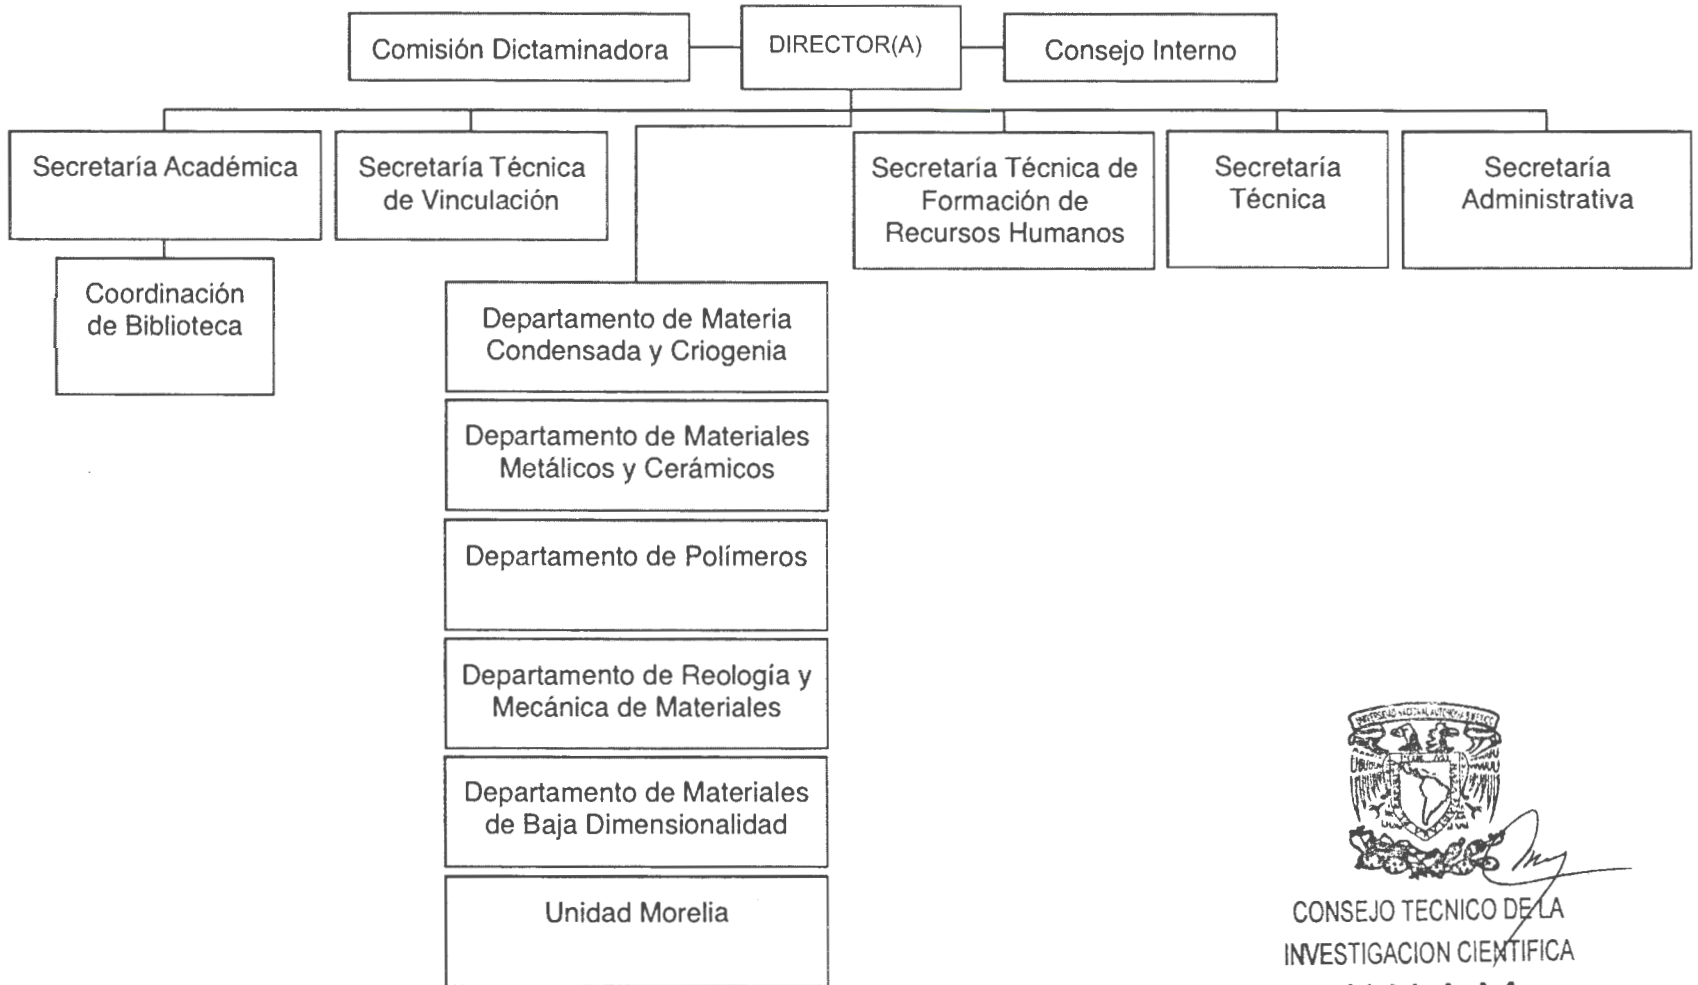 Comisión Dictaminadora
DIRECTOR(A)
Consejo Interno
Secretaría Académica
Secretaría Técnica
de Vinculación
Secretaría Técnica de
Formación de
Recursos Humanos
Secretaría
Técnica
Secretaría
Administrativa
Coordinación
de Biblioteca
Departamento de Materia
Condensada y Criogenia
Departamento de Materiales
Metálicos y Cerámicos
Departamento de Polímeros
Departamento de Reología y
Mecánica de Materiales
Departamento de Materiales
de Baja Dimensionalidad
Unidad Morelia
CONSEJO TECNICO DE LA
INVESTIGACION CIENTIFICA